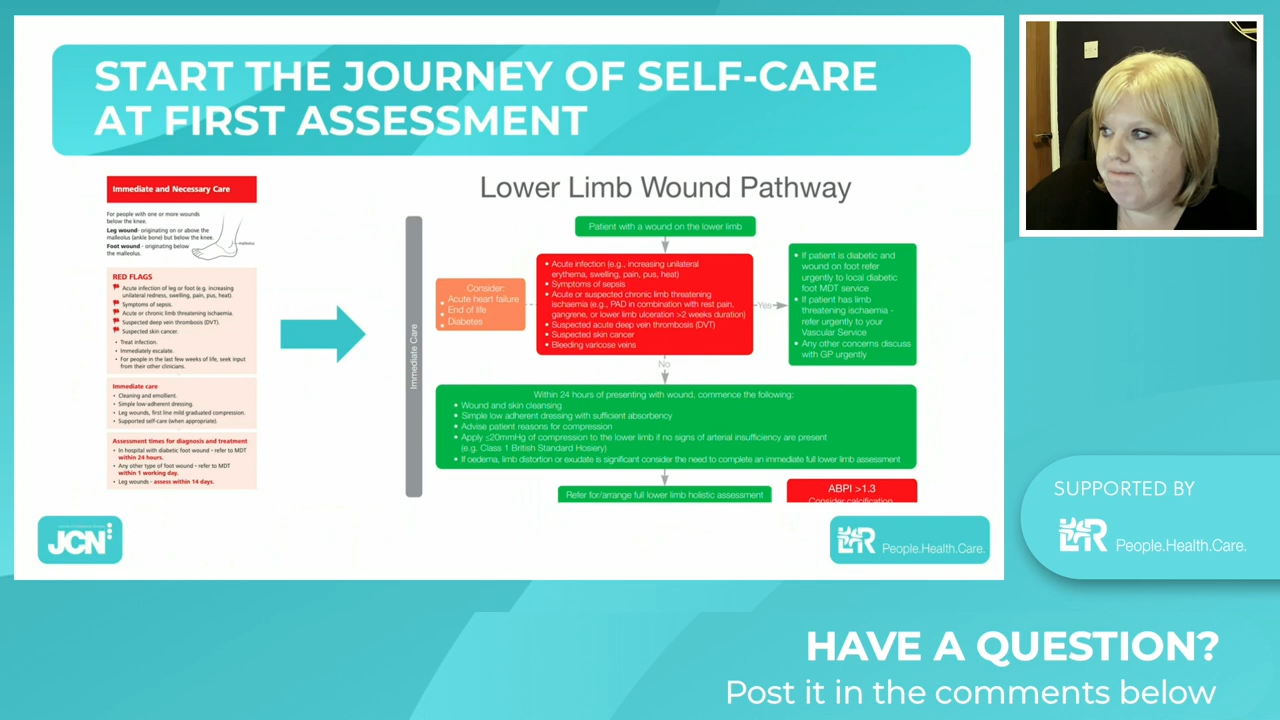 START THE JOURNEY OF SELF-CARE
AT FIRST ASSESSMENT
Immediate and Necessary Care
For people with one or more wounds
below the knee.
Leg wound- originating on or above the
malleolus (ankle bone) but below the knee.
Foot wound - originating below
the malleolus.
malleolus
RED FLAGS
Acute infection of leg or foot (e.g. increasing
unilateral redness, swelling, pain, pus, heat).
Symptoms of sepsis.
Acute or chronic limb threatening ischaemia.
Suspected deep vein thrombosis (DVT).
Suspected skin cancer.
• Treat infection.
• Immediately escalate.
• For people in the last few weeks of life, seek input
from their other clinicians.
Immediate care
• Cleaning and emollient.
• Simple low-adherent dressing.
• Leg wounds, first line mild graduated compression.
• Supported self-care (when appropriate).
Assessment times for diagnosis and treatment
• In hospital with diabetic foot wound - refer to MDT
within 24 hours.
• Any other type of foot wound - refer to MDT
within 1 working day.
• Leg wounds - assess within 14 days.
Lower Limb Wound Pathway
Immediate Care
Patient with a wound on the lower limb
Consider:
• Acute heart failure
• End of life
• Diabetes
• Acute infection (e.g., increasing unilateral
erythema, swelling, pain, pus, heat)
• Symptoms of sepsis
• Acute or suspected chronic limb threatening
ischaemia (e.g., PAD in combination with rest pain,
gangrene, or lower limb ulceration >2 weeks duration)
• Suspected acute deep vein thrombosis (DVT)
• Suspected skin cancer
• Bleeding varicose veins
Yes
• If patient is diabetic and
wound on foot refer
urgently to local diabetic
foot MDT service
• If patient has limb
threatening ischaemia -
refer urgently to your
Vascular Service
• Any other concerns discuss
with GP urgently
No
Within 24 hours of presenting with wound, commence the following:
• Wound and skin cleansing
• Simple low adherent dressing with sufficient absorbency
• Advise patient reasons for compression
• Apply ≤20mmHg of compression to the lower limb if no signs of arterial insufficiency are present
(e.g. Class 1 British Standard Hosiery)
• If oedema, limb distortion or exudate is significant consider the need to complete an immediate full lower limb assessment
Refer for/arrange full lower limb holistic assessment
ABPI >1.3
Consider calcification
JCN
L&R People.Health.Care.
SUPPORTED BY
L&R People.Health.Care.
HAVE A QUESTION?
Post it in the comments below